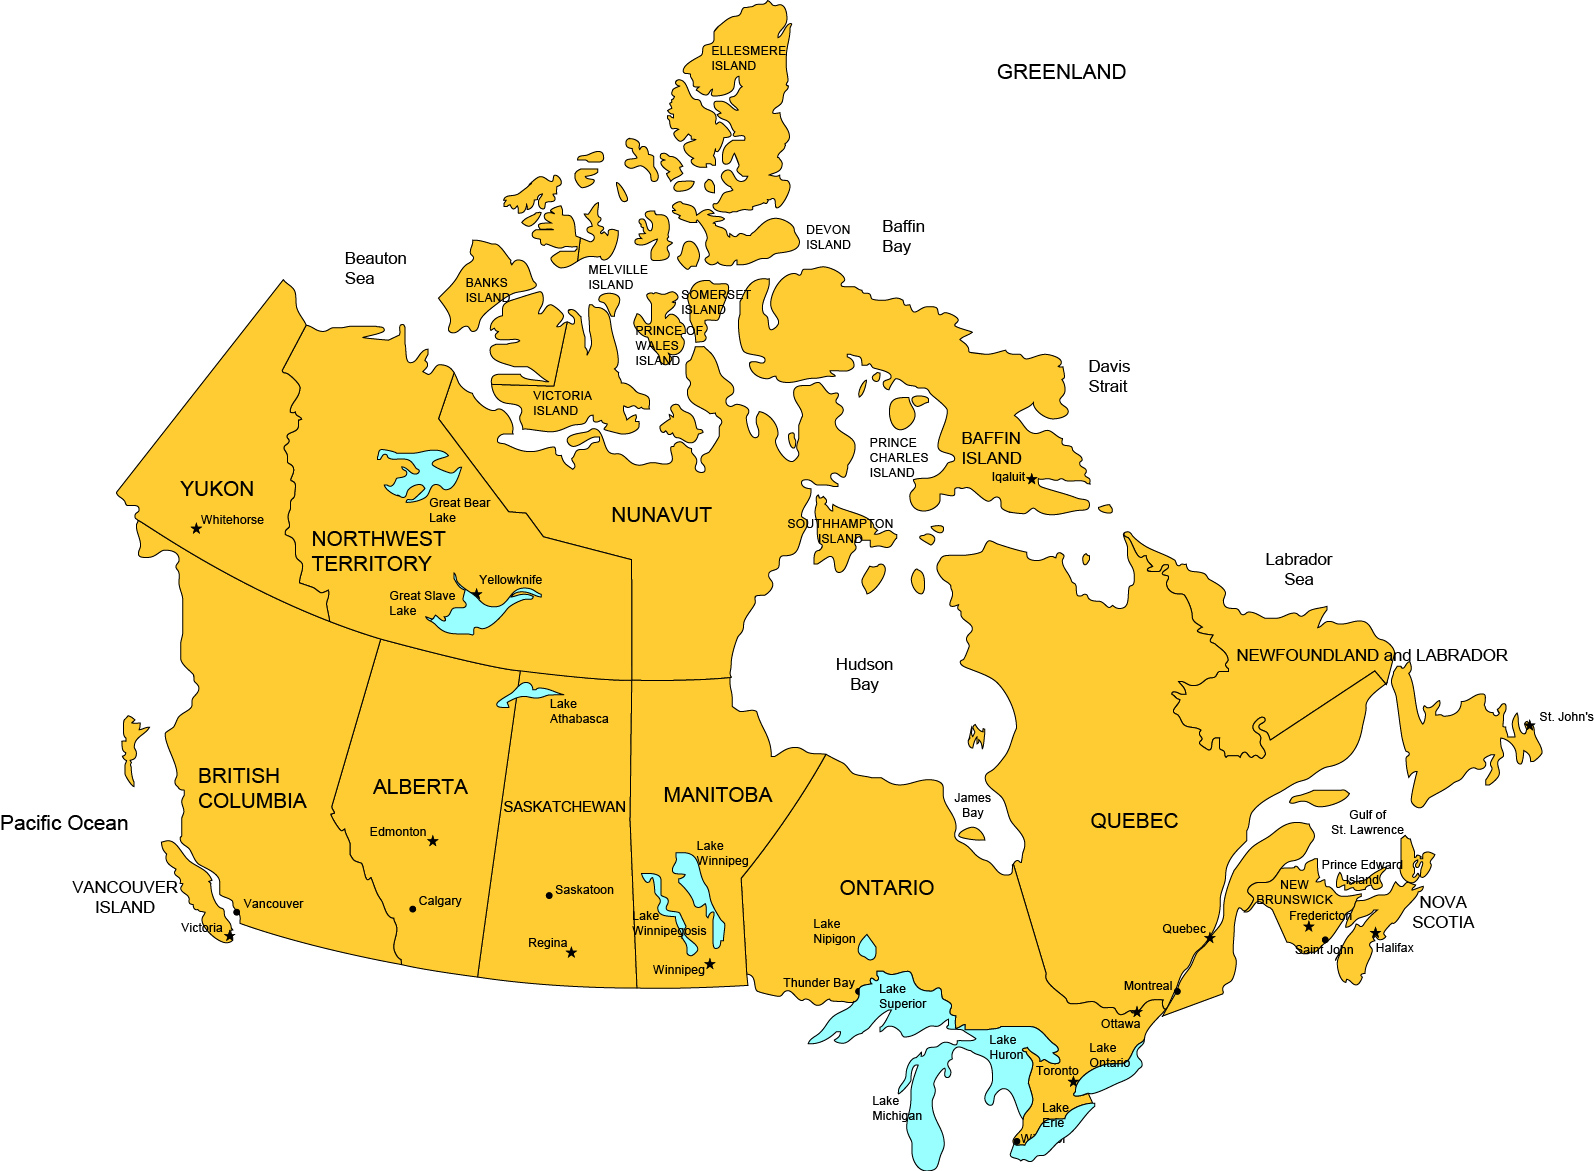 ELLESMERE
ISLAND
GREENLAND
DEVON
ISLAND
Baffin
Bay
Beauton
Sea
MELVILLE
ISLAND
BANKS
ISLAND
SOMERSET
ISLAND
PRINCE OF
WALES
ISLAND
Davis
Strait
VICTORIA
ISLAND
PRINCE
CHARLES
ISLAND
BAFFIN
ISLAND
Iqaluit
YUKON
Whitehorse
Great Bear
Lake
NORTHWEST
TERRITORY
NUNAVUT
SOUTHHAMPTON
ISLAND
Labrador
Sea
Yellowknife
Great Slave
Lake
Hudson
Bay
NEWFOUNDLAND and LABRADOR
Lake
Athabasca
St. John's
BRITISH
COLUMBIA
ALBERTA
SASKATCHEWAN
MANITOBA
James
Bay
QUEBEC
Gulf of
St. Lawrence
Pacific Ocean
Edmonton
Lake
Winnipeg
Prince Edward
Island
VANCOUVER
ISLAND
Vancouver
Victoria
Calgary
Saskatoon
Regina
Lake
Winnipegosis
Winnipeg
ONTARIO
Lake
Nipigon
NEW
BRUNSWICK
Fredericton
Saint John
NOVA
SCOTIA
Halifax
Quebec
Montreal
Thunder Bay
Lake
Superior
Ottawa
Lake
Huron
Lake
Ontario
Toronto
Lake
Michigan
Lake
Erie